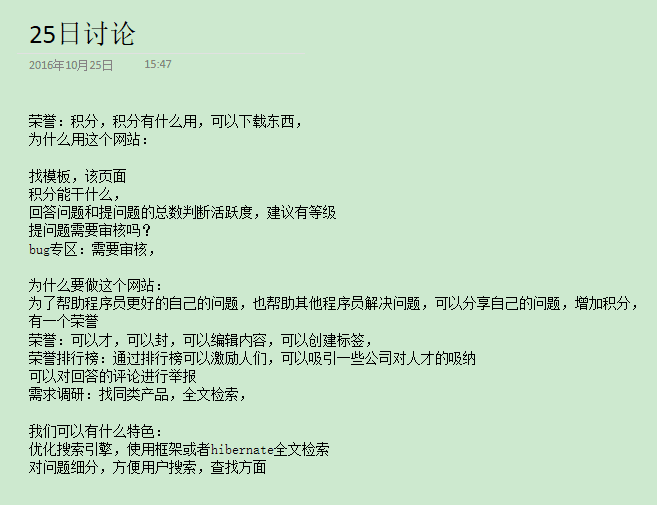 25日讨论
2016年10月25日 15:47
荣誉：积分，积分有什么用，可以下载东西，
为什么用这个网站：
找模板，该页面
积分能干什么，
回答问题和提问题的总数判断活跃度，建议有等级
提问题需要审核吗？
bug专区：需要审核，
为什么要做这个网站：
为了帮助程序员更好的自己的问题，也帮助其他程序员解决问题，可以分享自己的问题，增加积分，
有一个荣誉
荣誉：可以才，可以封，可以编辑内容，可以创建标签，
荣誉排行榜：通过排行榜可以激励人们，可以吸引一些公司对人才的吸纳
可以对回答的评论进行举报
需求调研：找同类产品，全文检索，
我们可以有什么特色：
优化搜索引擎，使用框架或者hibernate全文检索
对问题细分，方便用户搜索，查找方面